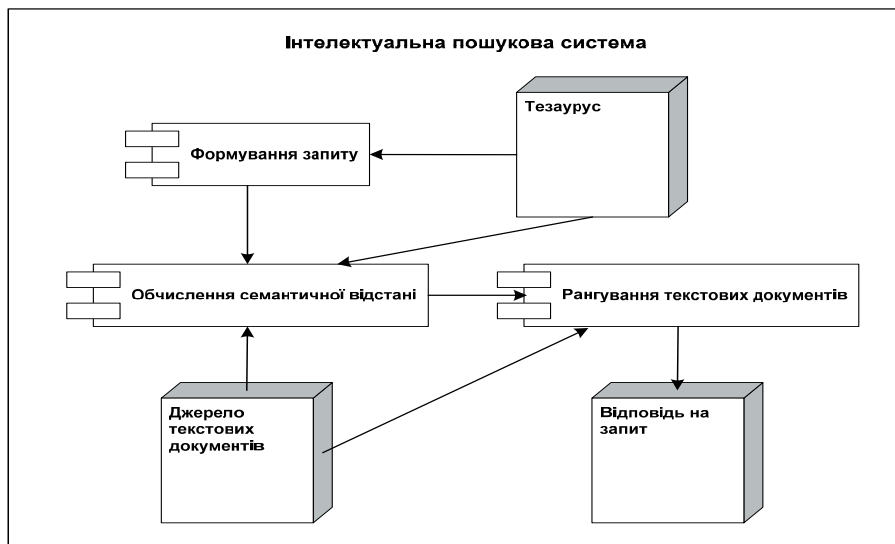 Інтелектуальна пошукова система
Тезаурус
Формування запиту
Обчислення семантичної відстані
Рангування текстових документів
Джерело
текстових
документів
Відповідь на
запит